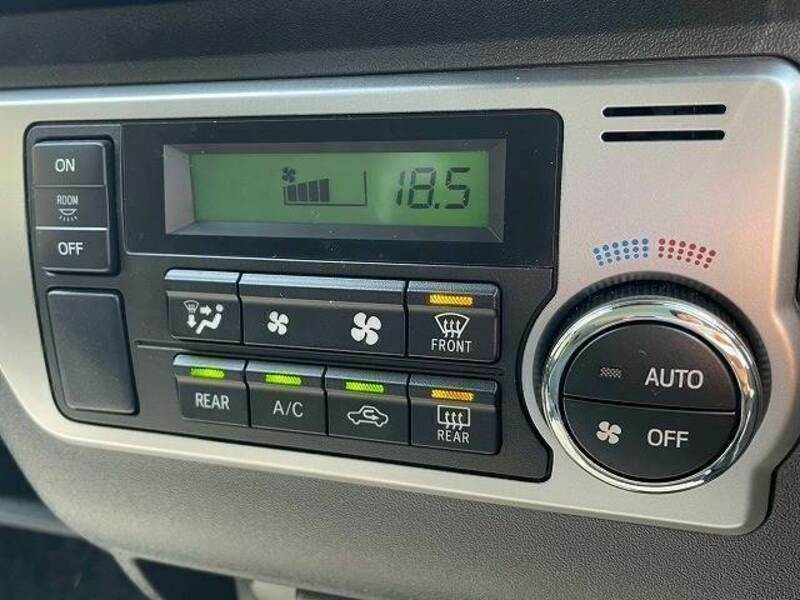 ON
ROOM
OFF
18.5
FRONT
REAR
A/C
REAR
AUTO
OFF